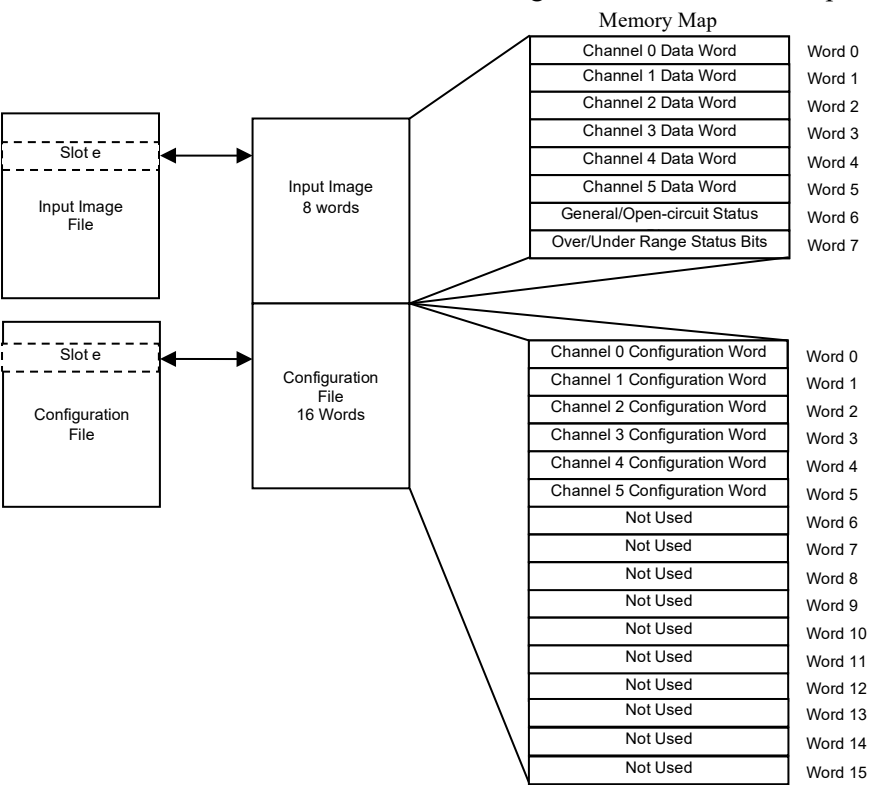 Memory Map
Channel 0 Data Word Word 0
Channel 1 Data Word Word 1
Channel 2 Data Word Word 2
Channel 3 Data Word Word 3
Channel 4 Data Word Word 4
Channel 5 Data Word Word 5
General/Open-circuit Status Word 6
Over/Under Range Status Bits Word 7
Slot e
Input Image
File
Input Image
8 words
Slot e
Configuration
File
Configuration
File
16 Words
Channel 0 Configuration Word Word 0
Channel 1 Configuration Word Word 1
Channel 2 Configuration Word Word 2
Channel 3 Configuration Word Word 3
Channel 4 Configuration Word Word 4
Channel 5 Configuration Word Word 5
Not Used Word 6
Not Used Word 7
Not Used Word 8
Not Used Word 9
Not Used Word 10
Not Used Word 11
Not Used Word 12
Not Used Word 13
Not Used Word 14
Not Used Word 15